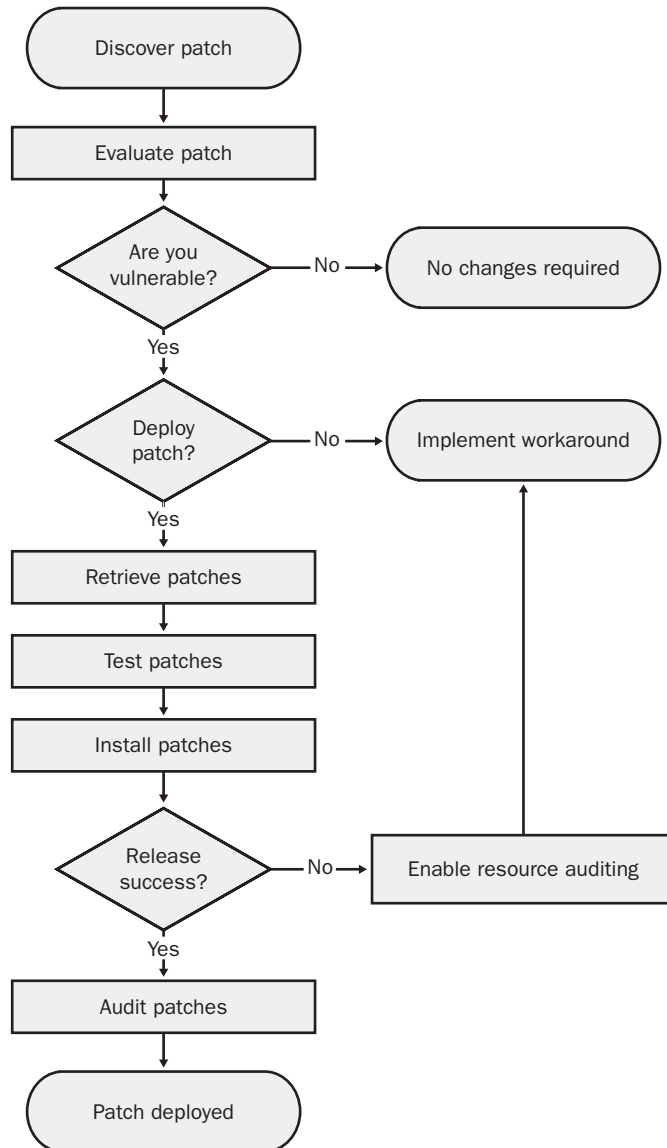 Discover patch
Evaluate patch
Are you
vulnerable?
No
No changes required
Yes
Deploy
patch?
No
Implement workaround
Yes
Retrieve patches
Test patches
Install patches
Release
success?
No
Enable resource auditing
Yes
Audit patches
Patch deployed